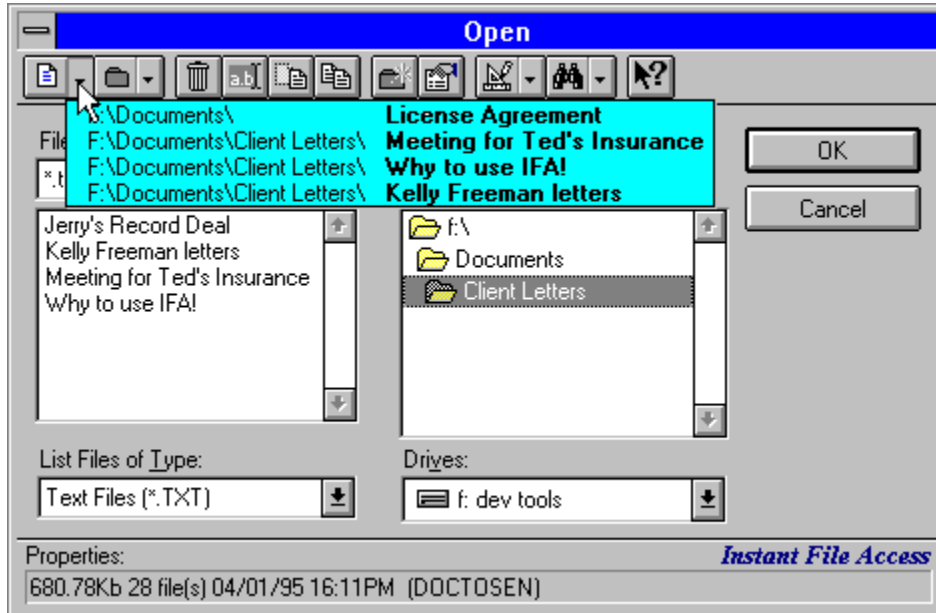 Open
a.b
?
:\Documents\ License Agreement
F:\Documents\Client Letters\ Meeting for Ted's Insurance
F:\Documents\Client Letters\ Why to use IFA!
F:\Documents\Client Letters\ Kelly Freeman letters
File
*.t
OK
Cancel
Jerry's Record Deal
Kelly Freeman letters
Meeting for Ted's Insurance
Why to use IFA!
f:\
Documents
Client Letters
List Files of Type:
Text Files (*.TXT)
Drives:
f: dev tools
Properties:
Instant File Access
680.78Kb 28 file(s) 04/01/95 16:11PM (DOCTOSEN)